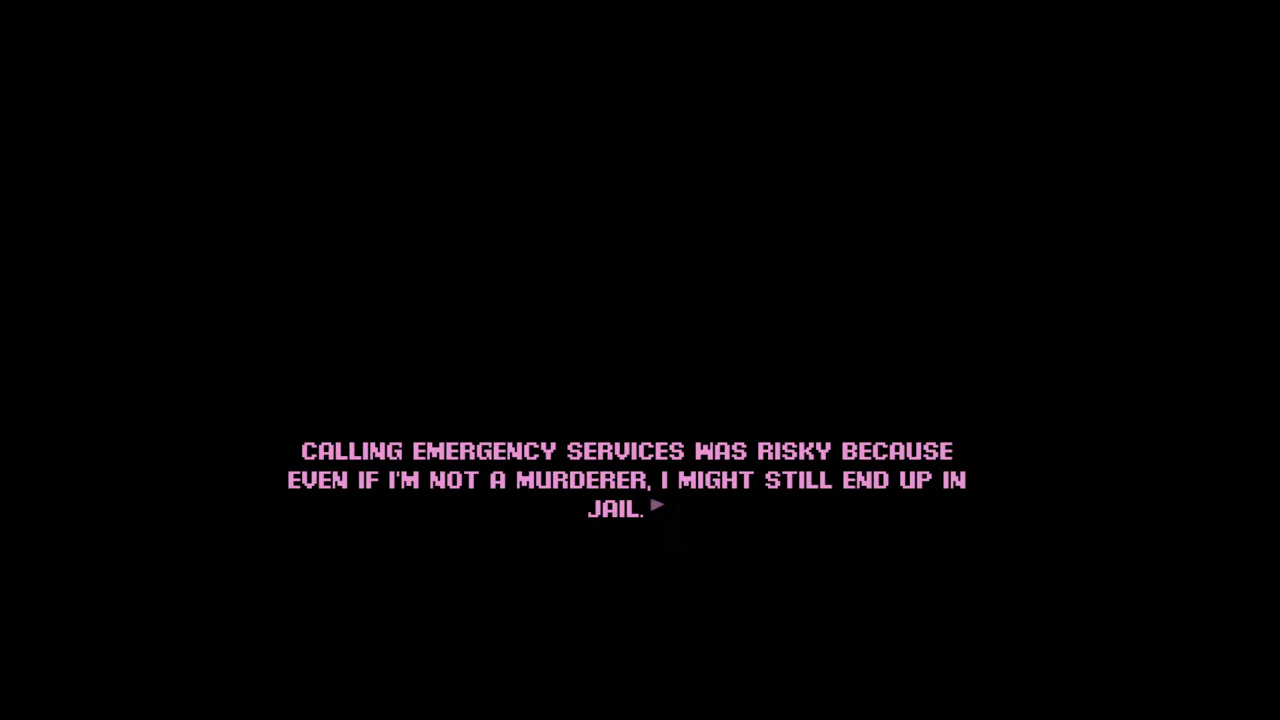 CALLING EMERGENCY SERVICES WAS RISKY BECAUSE
EVEN IF I'M NOT A MURDERER, I MIGHT STILL END UP IN
JAIL.